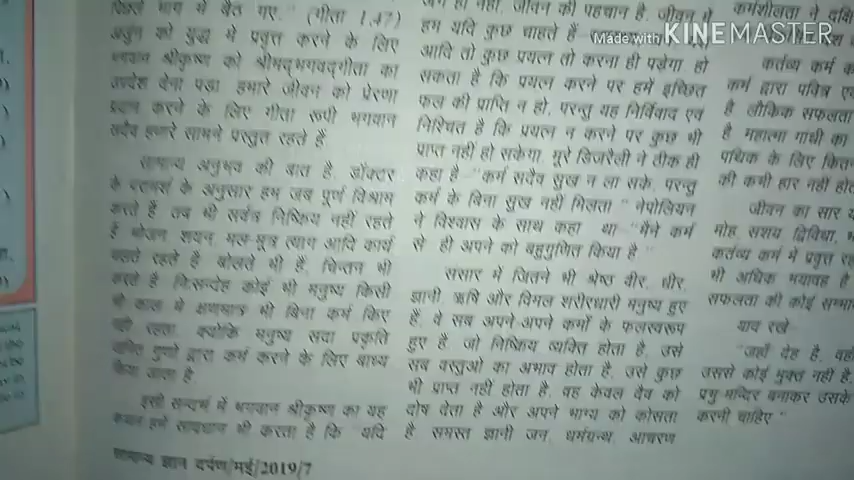 पिछले भाग में बैठ गए." (गीता 1.47)
अर्जुन को युद्ध में प्रवृत्त करने के लिए
भगवान श्रीकृष्ण को श्रीमद्भगवद्गीता का
उपदेश देना पड़ा. हमारे जीवन को प्रेरणा
प्रदान करने के लिए गीता रूपी भगवान
सदैव हमारे सामने प्रस्तुत रहते हैं.
सामान्य अनुभव की बात है. डॉक्टर
के परामर्श के अनुसार हम जब पूर्ण विश्राम
करते हैं तब भी सर्वत्र निष्क्रिय नहीं रहते
हैं भोजन शयन, मल-मूत्र त्याग आदि कार्य
चलते रहते हैं बोलते भी हैं, चिन्तन भी
करते हैं निःसन्देह कोई भी मनुष्य किसी
भी काल में क्षणमात्र भी बिना कर्म किए
नहीं रहता. क्योंकि मनुष्य सदा प्रकृति
जनित गुणों द्वारा कर्म करने के लिए बाध्य
किया जाता है
इसी सन्दर्भ में भगवान श्रीकृष्ण का यह
कथन हमें सावधान भी करता है कि यदि
सामान्य ज्ञान दर्पण/मई/2019/7
ही नहीं, जीवन की पहचान है. जीवन में
हम यदि कुछ चाहते हैं
आदि तो कुछ प्रयत्न तो करना ही पड़ेगा हो
सकता है कि प्रयत्न करने पर हमें इच्छित
फल की प्राप्ति न हो, परन्तु यह निर्विवाद एवं
निश्चित है कि प्रयत्न न करने पर कुछ भी
प्राप्त नहीं हो सकेगा. मूरे डिजरैली ने ठीक ही
कहा है "कर्म सदैव सुख न ला सके, परन्तु
कर्म के बिना सुख नहीं मिलता " नेपोलियन
ने विश्वास के साथ कहा था "मैंने कर्म
से ही अपने को बहुगुणित किया है "
संसार में जितने भी श्रेष्ठ वीर, धीर,
ज्ञानी, ऋषि और विमल शरीरधारी मनुष्य हुए
हैं, वे सब अपने-अपने कर्मों के फलस्वरूप
हुए हैं. जो निष्क्रिय व्यक्ति होता है, उसे
सब वस्तुओं का अभाव होता है, उसे कुछ
भी प्राप्त नहीं होता है, वह केवल दैव को
दोष देता है और अपने भाग्य को कोसता
है समस्त ज्ञानी जन, धर्मग्रन्थ, आचरण
कर्मशीलता ने
कर्तव्य कर्म
कर्म द्वारा पवित्र
है लौकिक सफलता
है महात्मा गांधी का
पथिक के लिए
की कमी हार नहीं
जीवन का सार
मोह संशय द्विविधा,
कर्तव्य कर्म में प्रवृत्त
भी अधिक भयावह है
सफलता की कोई
याद रखें
"जहाँ देह है,
उससे कोई मुक्त नहीं है.
प्रभु-मन्दिर बनाकर उसके
करनी चाहिए "
Made with KINEMASTER